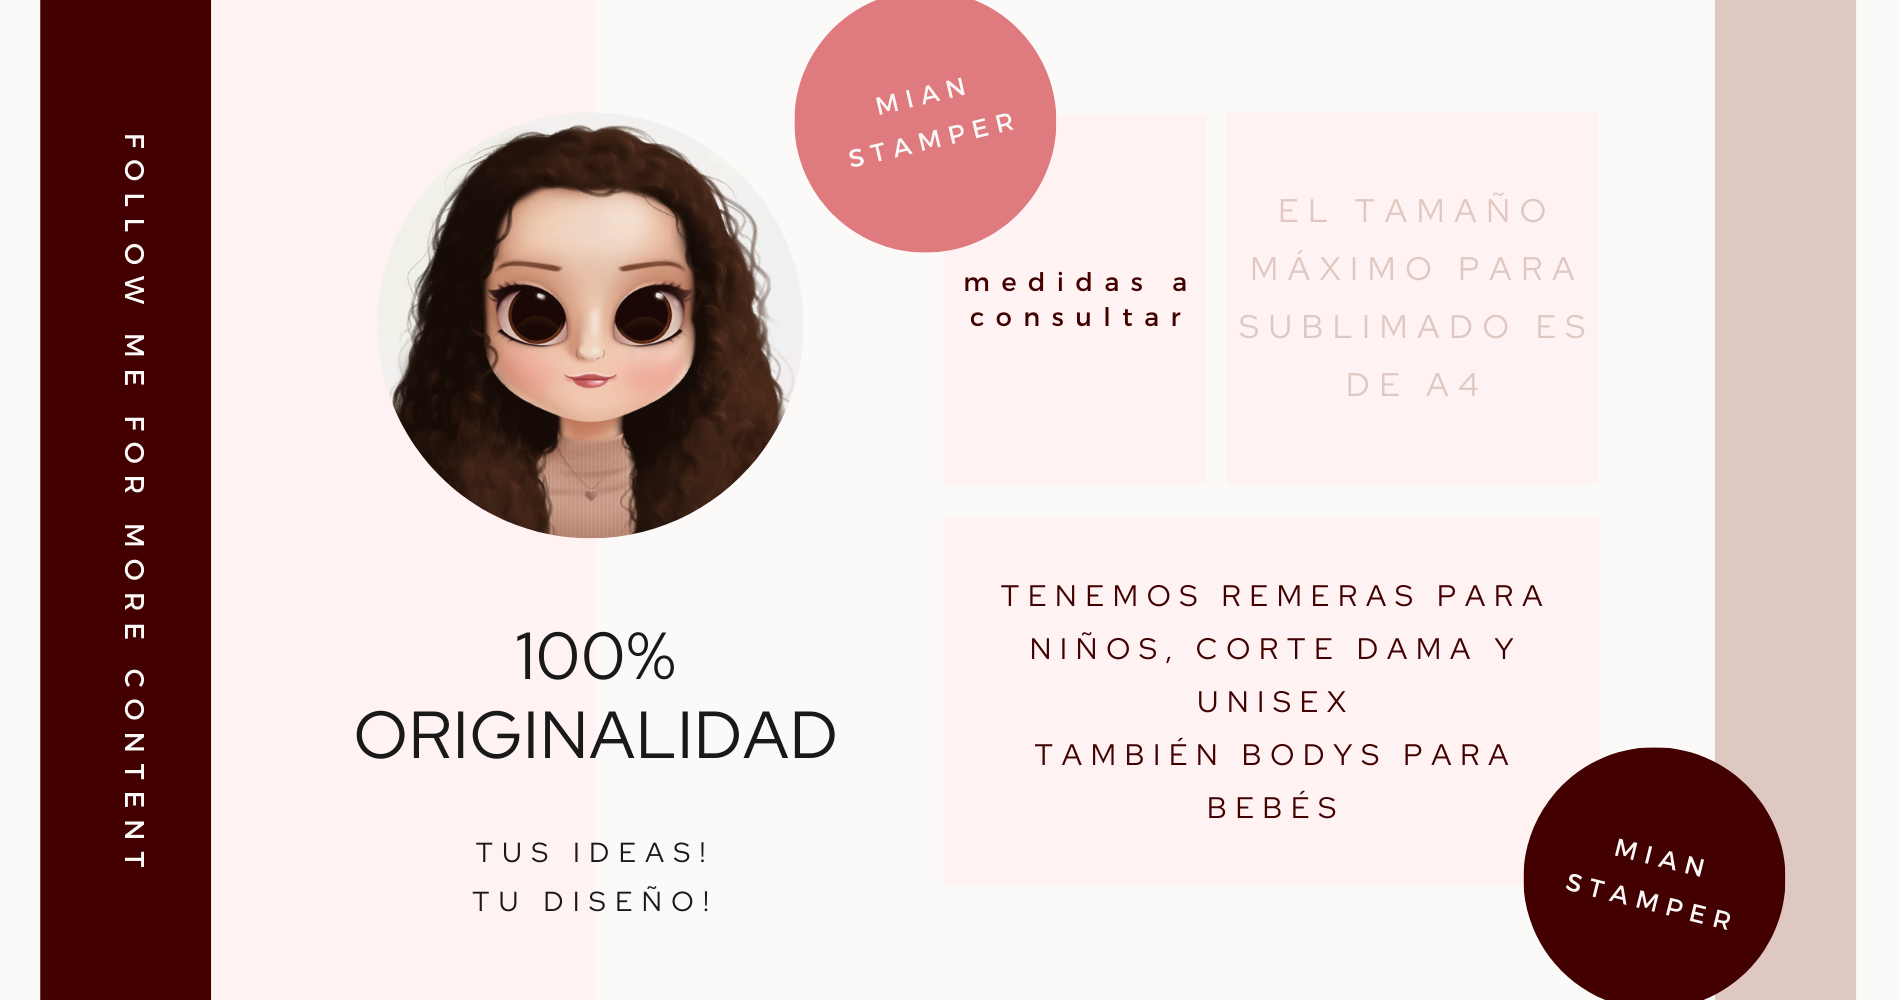 FOLLOW ME FOR MORE CONTENT
MIAN
STAMPER
medidas a
consultar
EL TAMAÑO
MÁXIMO PARA
SUBLIMADO ES
DE A4
100%
ORIGINALIDAD
TUS IDEAS!
TU DISEÑO!
TENEMOS REMERAS PARA
NIÑOS, CORTE DAMA Y
UNISEX
TAMBIÉN BODYS PARA
BEBÉS
MIAN
STAMPER